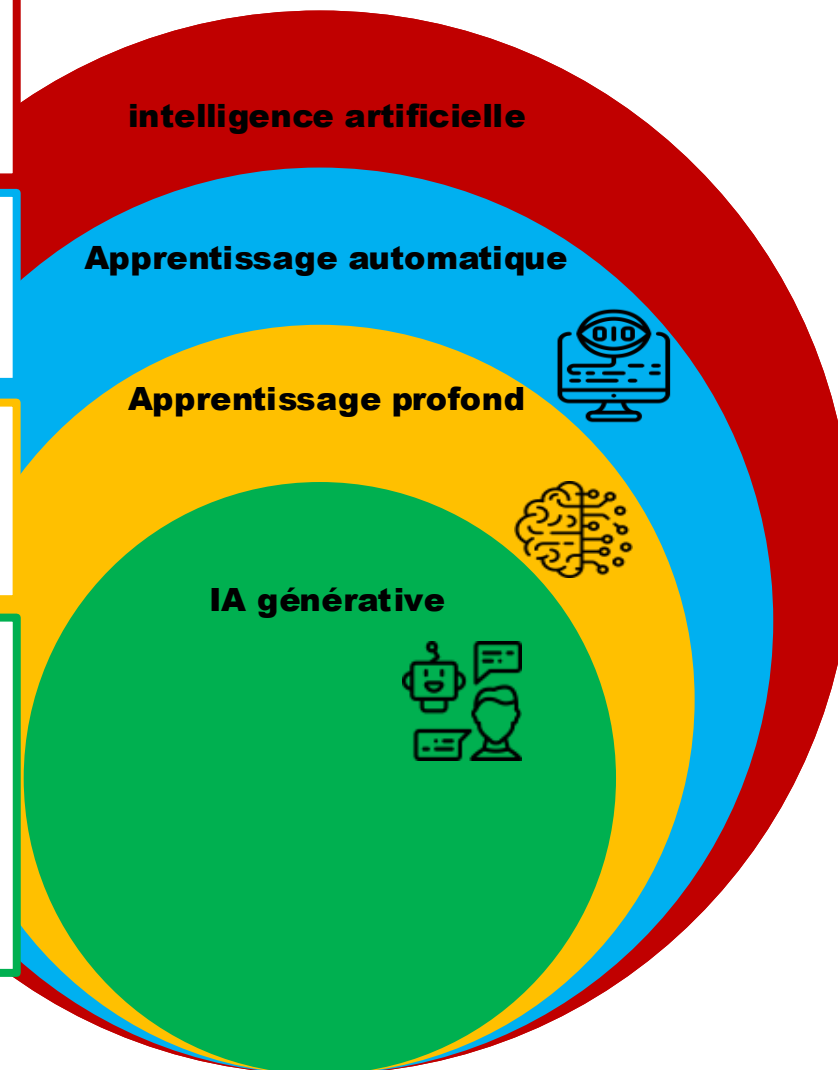 intelligence artificielle
Apprentissage automatique
Apprentissage profond
IA générative